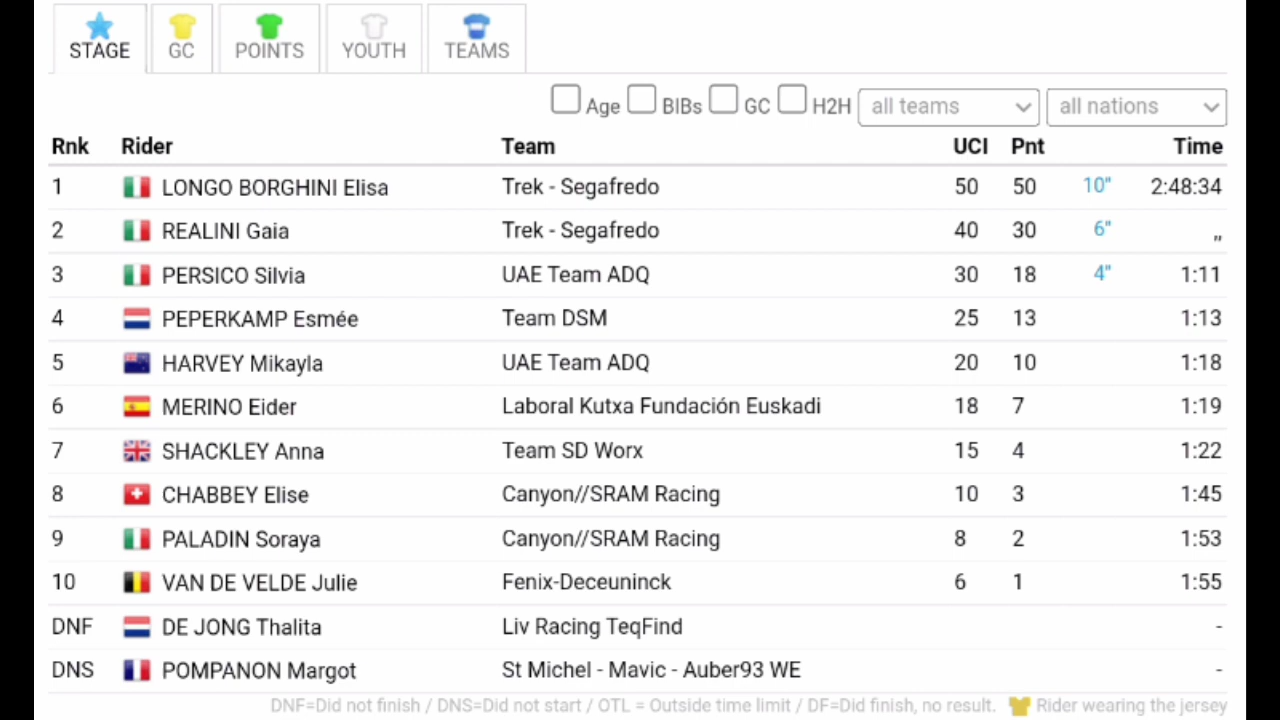 STAGE GC POINTS YOUTH TEAMS
Age BIBs GC H2H all teams all nations
Rnk Rider Team UCI Pnt Time
1 LONGO BORGHINI Elisa Trek - Segafredo 50 50 10" 2:48:34
2 REALINI Gaia Trek - Segafredo 40 30 6" ,,
3 PERSICO Silvia UAE Team ADQ 30 18 4" 1:11
4 PEPERKAMP Esmée Team DSM 25 13 1:13
5 HARVEY Mikayla UAE Team ADQ 20 10 1:18
6 MERINO Eider Laboral Kutxa Fundación Euskadi 18 7 1:19
7 SHACKLEY Anna Team SD Worx 15 4 1:22
8 CHABBEY Elise Canyon//SRAM Racing 10 3 1:45
9 PALADIN Soraya Canyon//SRAM Racing 8 2 1:53
10 VAN DE VELDE Julie Fenix-Deceuninck 6 1 1:55
DNF DE JONG Thalita Liv Racing TeqFind -
DNS POMPANON Margot St Michel - Mavic - Auber93 WE -
DNF=Did not finish / DNS=Did not start / OTL = Outside time limit / DF=Did finish, no result. Rider wearing the jersey